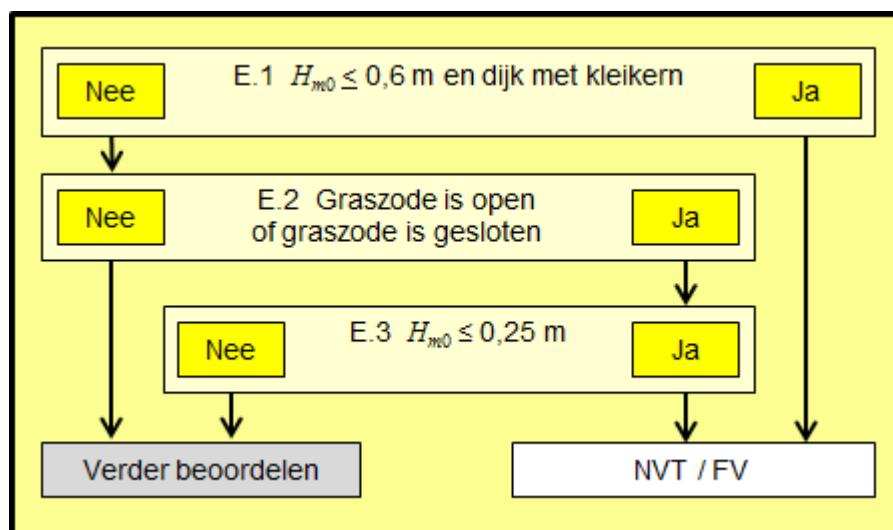 E.1 Hm0 ≤ 0,6 m en dijk met kleikern
Nee
Ja
E.2 Graszode is open
of graszode is gesloten
Nee
Ja
E.3 Hm0 ≤ 0,25 m
Nee
Ja
Verder beoordelen
NVT / FV